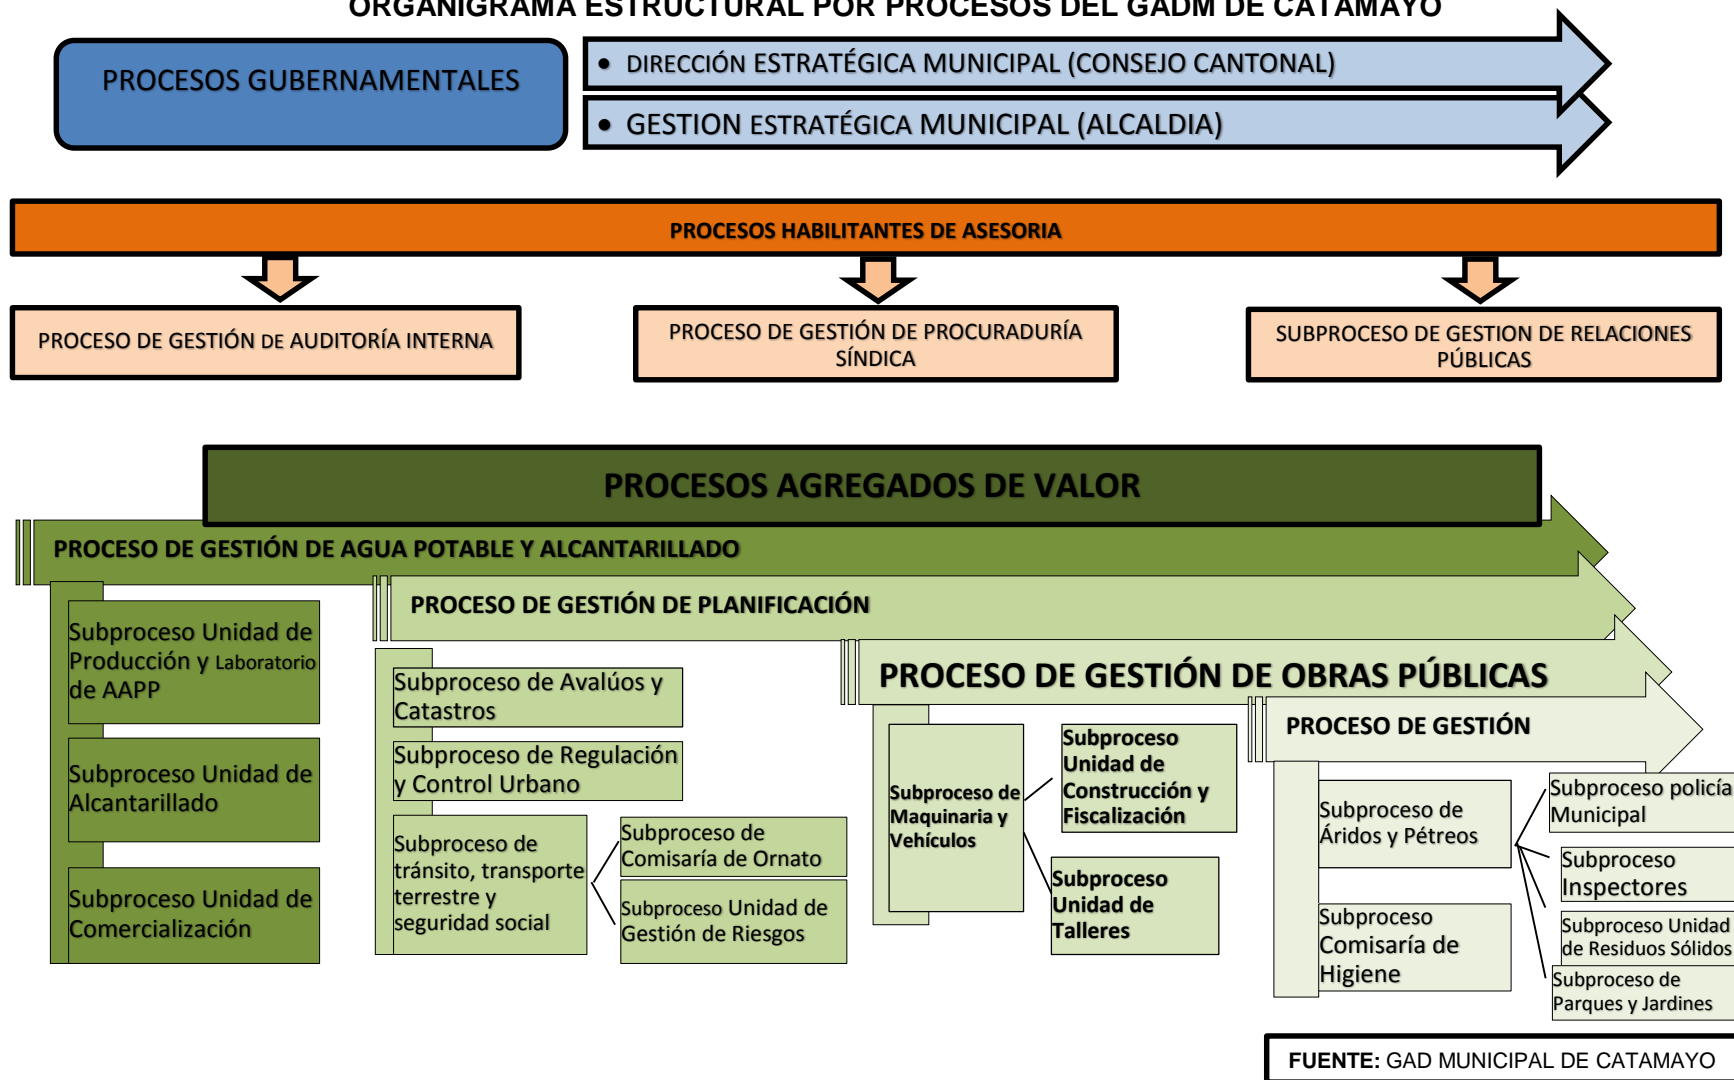 ORGANIGRAMA ESTRUCTURAL POR PROCESOS DEL GADM DE CATAMAYO
PROCESOS GUBERNAMENTALES
• DIRECCIÓN ESTRATÉGICA MUNICIPAL (CONSEJO CANTONAL)
• GESTION ESTRATÉGICA MUNICIPAL (ALCALDIA)
PROCESOS HABILITANTES DE ASESORIA
PROCESO DE GESTIÓN DE AUDITORÍA INTERNA
PROCESO DE GESTIÓN DE PROCURADURÍA
SÍNDICA
SUBPROCESO DE GESTION DE RELACIONES
PÚBLICAS
PROCESOS AGREGADOS DE VALOR
PROCESO DE GESTIÓN DE AGUA POTABLE Y ALCANTARILLADO
Subproceso Unidad de
Producción y Laboratorio
de AAPP
Subproceso Unidad de
Alcantarillado
Subproceso Unidad de
Comercialización
PROCESO DE GESTIÓN DE PLANIFICACIÓN
Subproceso de Avalúos y
Catastros
Subproceso de Regulación
y Control Urbano
Subproceso de
tránsito, transporte
terrestre y
seguridad social
Subproceso de
Comisaría de Ornato
Subproceso Unidad de
Gestión de Riesgos
PROCESO DE GESTIÓN DE OBRAS PÚBLICAS
Subproceso de
Maquinaria y
Vehículos
Subproceso
Unidad de
Construcción y
Fiscalización
Subproceso
Unidad de
Talleres
PROCESO DE GESTIÓN
Subproceso de
Áridos y Pétreos
Subproceso
Comisaría de
Higiene
Subproceso policía
Municipal
Subproceso
Inspectores
Subproceso Unidad
de Residuos Sólidos
Subproceso de
Parques y Jardines
FUENTE: GAD MUNICIPAL DE CATAMAYO